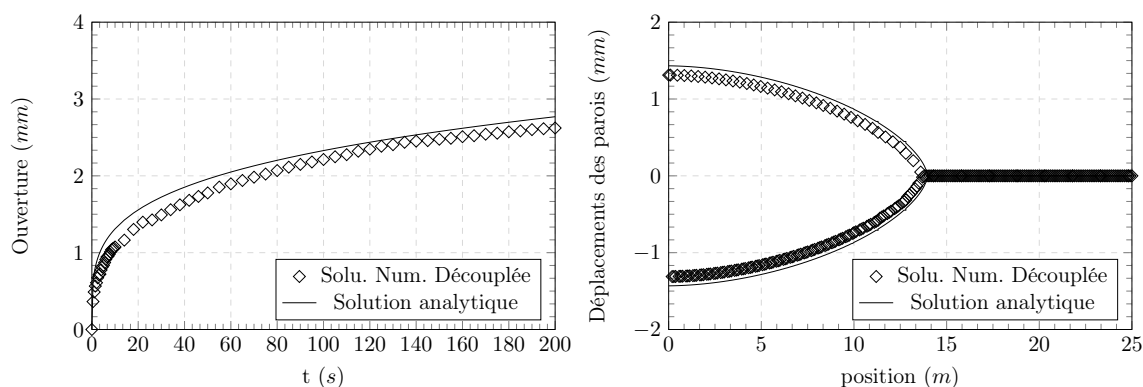 4
3
2
1
0
Ouverture (mm)
0 20 40 60 80 100 120 140 160 180 200
t (s)
Solu. Num. Découplée
Solution analytique
2
1
0
−1
−2
Déplacements des parois (mm)
0 5 10 15 20 25
position (m)
Solu. Num. Découplée
Solution analytique